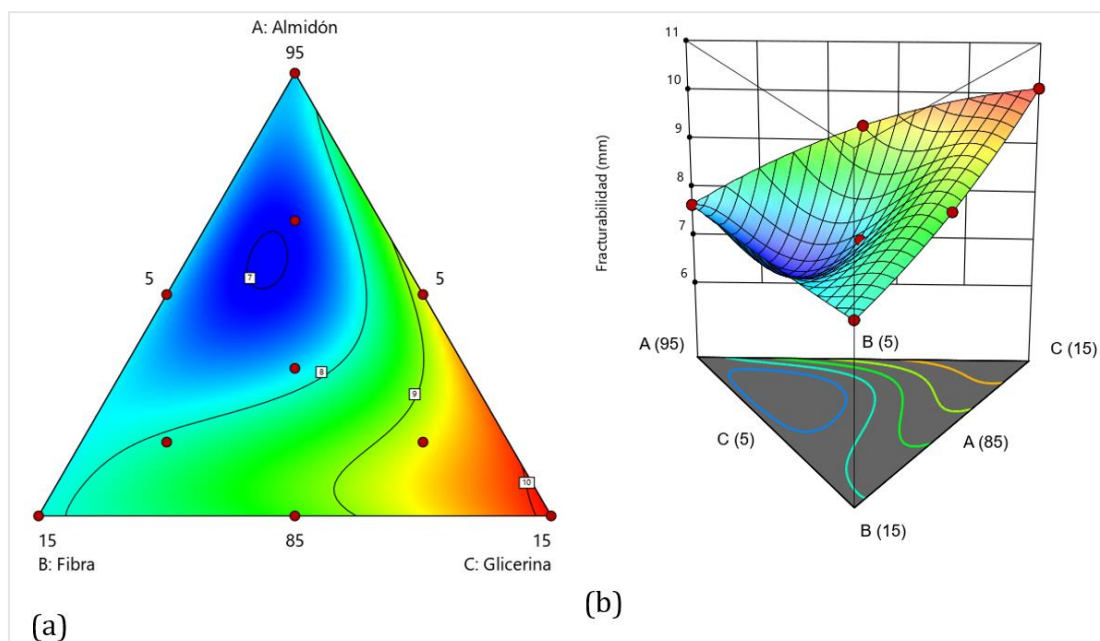 A: Almidón
95
5
5
7
8
9
10
15
85
15
B: Fibra
C: Glicerina
(a)
11
10
9
8
7
6
Fracturabilidad (mm)
A (95)
B (5)
C (15)
C (5)
A (85)
B (15)
(b)